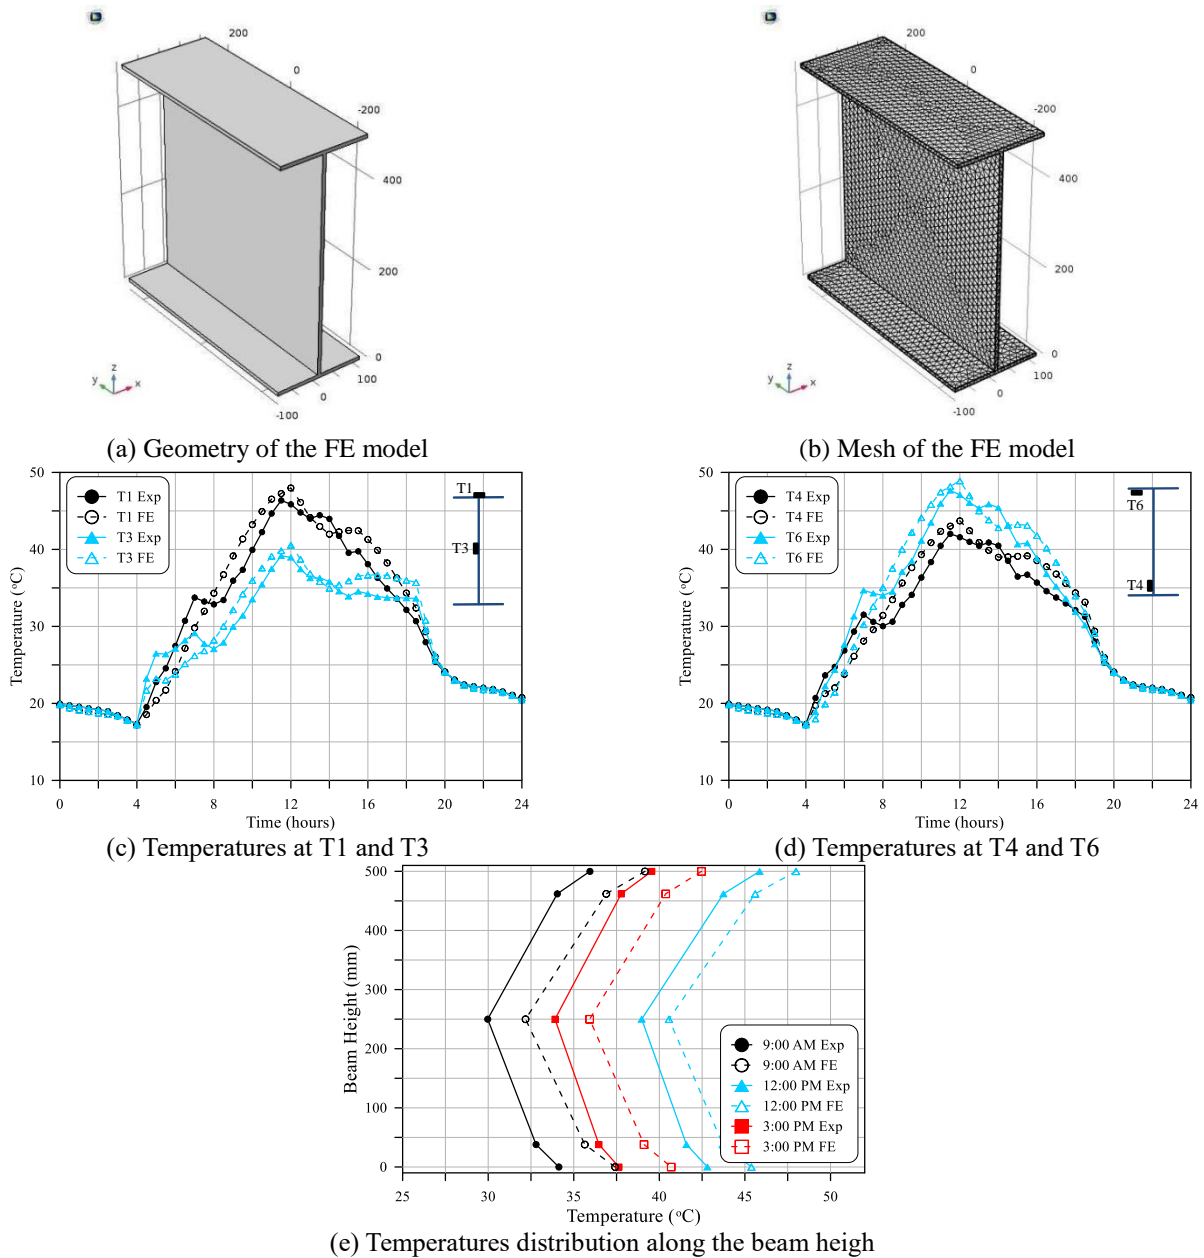 200
0
-200
400
200
0
100
0
-100
z
y
x
200
0
-200
400
200
0
100
0
-100
z
y
x
(a) Geometry of the FE model
(b) Mesh of the FE model
50
40
30
20
10
Temperature (°C)
T1 Exp
T1 FE
T3 Exp
T3 FE
T1
T3
0 4 8 12 16 20 24
Time (hours)
50
40
30
20
10
Temperature (°C)
T4 Exp
T4 FE
T6 Exp
T6 FE
T6
T4
0 4 8 12 16 20 24
Time (hours)
(c) Temperatures at T1 and T3
(d) Temperatures at T4 and T6
500
400
300
200
100
0
Beam Height (mm)
9:00 AM Exp
9:00 AM FE
12:00 PM Exp
12:00 PM FE
3:00 PM Exp
3:00 PM FE
25 30 35 40 45 50
Temperature (°C)
(e) Temperatures distribution along the beam heigh